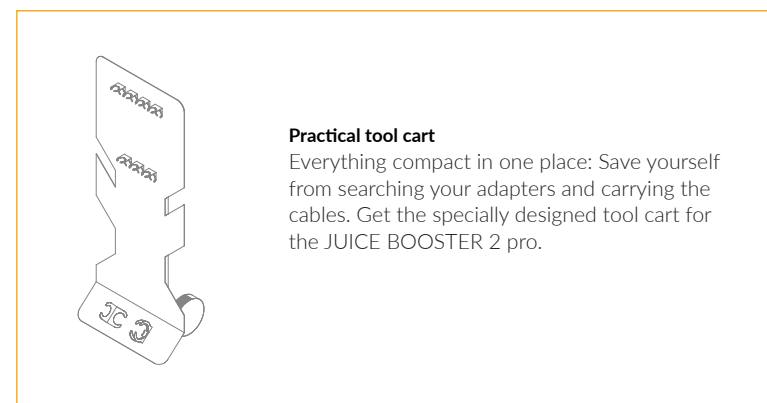 Practical tool cart
Everything compact in one place: Save yourself
from searching your adapters and carrying the
cables. Get the specially designed tool cart for
the JUICE BOOSTER 2 pro.